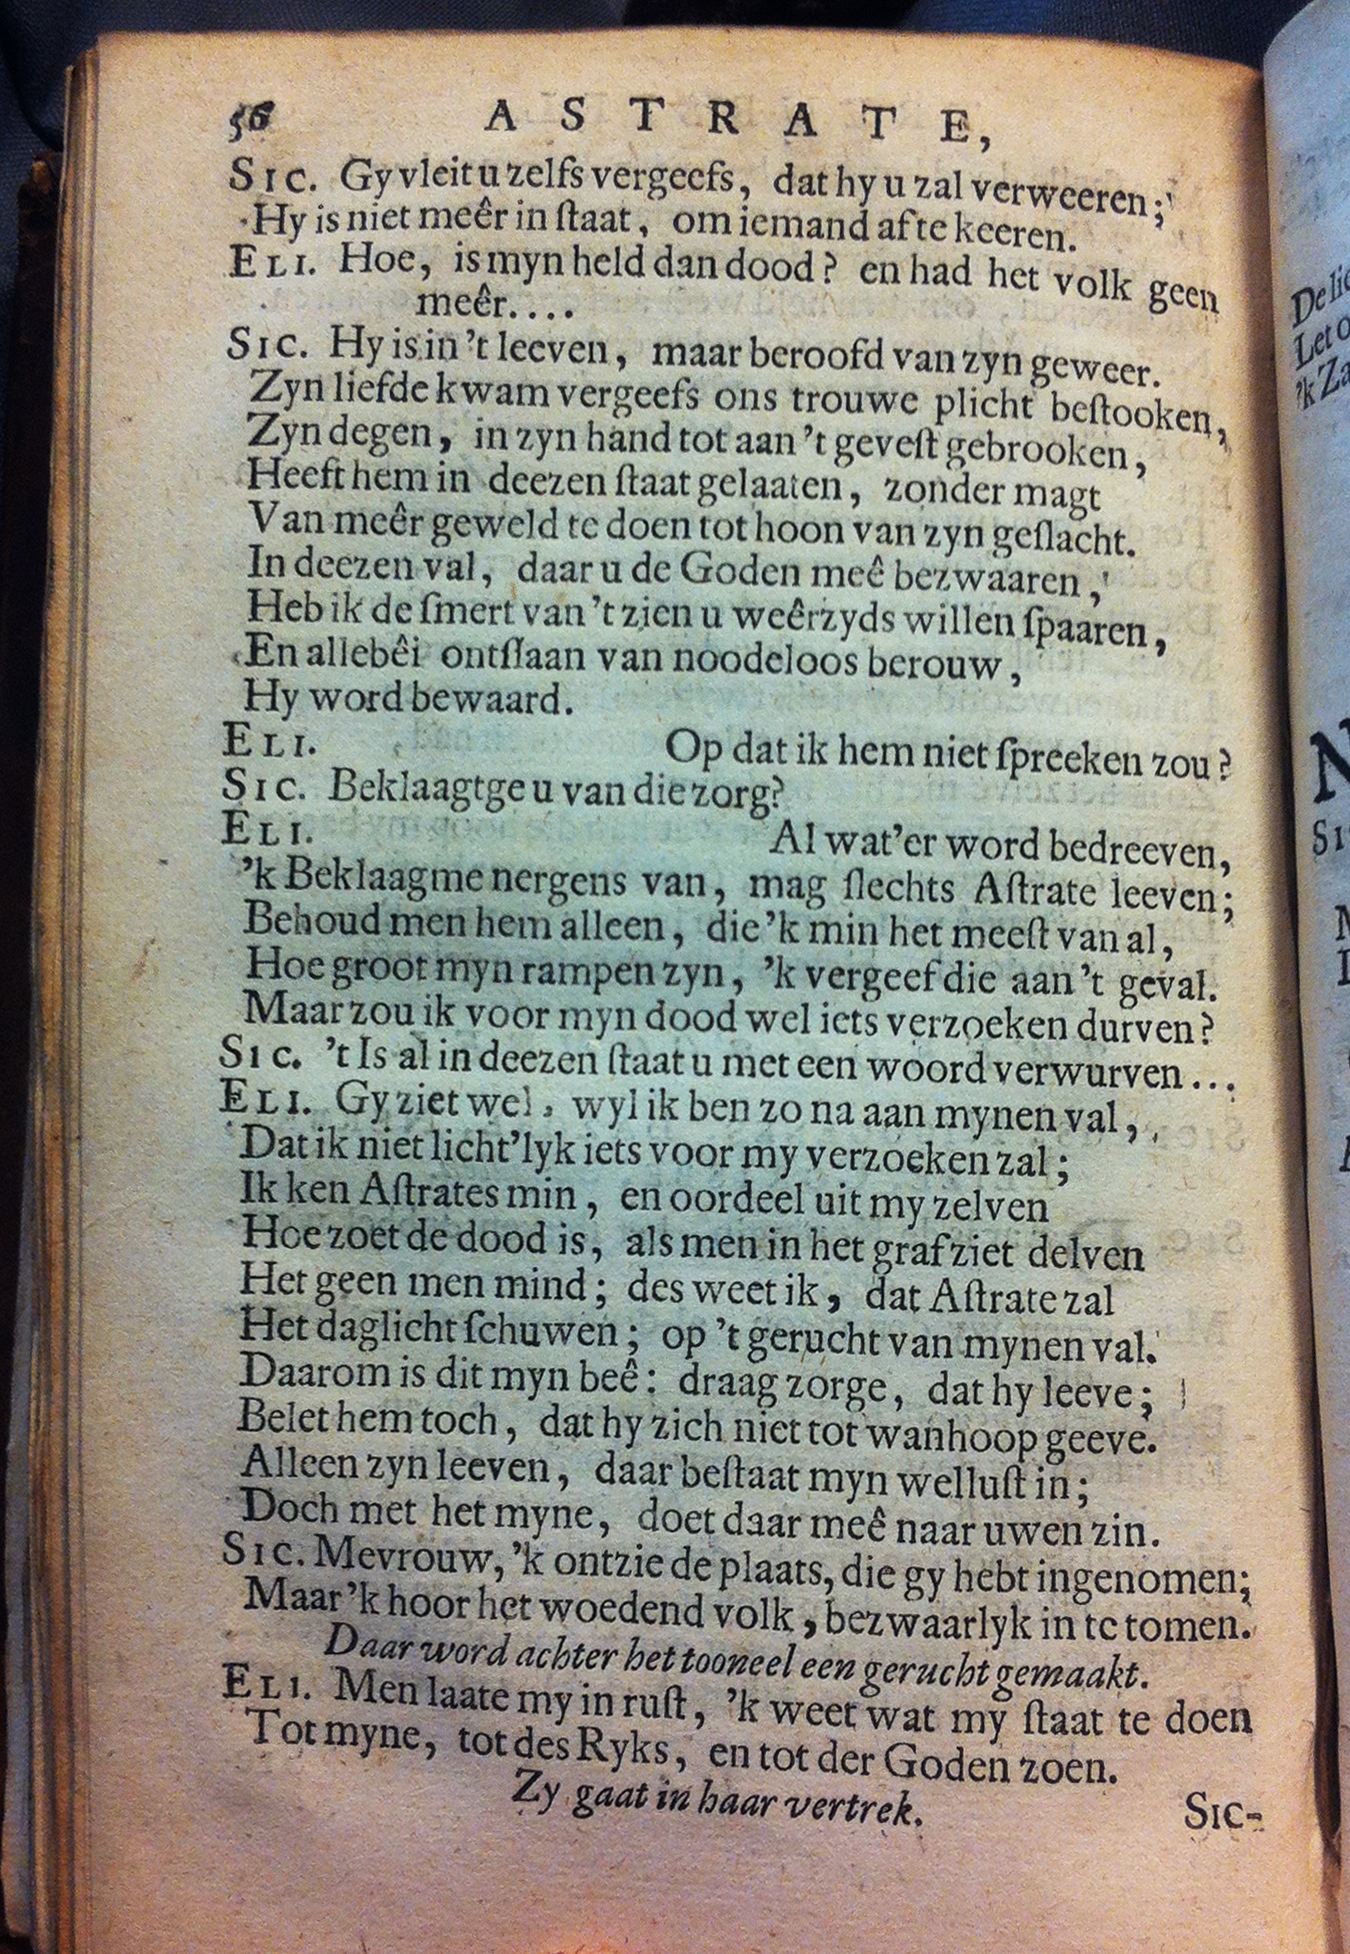 56 ASTRATE,
SIC. Gy vleit u zelfs vergeefs, dat hy u zal verweeren;
Hy is niet meêr in ſtaat, om iemand af te keeren.
ELI. Hoe, is myn held dan dood? en had het volk geen
meêr....
SIC. Hy is in 't leeven, maar beroofd van zyn geweer.
Zyn liefde kwam vergeefs ons trouwe plicht beſtooken,
Zyn degen, in zyn hand tot aan 't geveſt gebrooken,
Heeft hem in deezen ſtaat gelaaten, zonder magt
Van meêr geweld te doen tot hoon van zyn geſlacht.
In deezen val, daar u de Goden meê bezwaaren,
Heb ik de ſmert van 't zien u weêrzyds willen ſpaaren,
En allebêi ontſlaan van noodeloos berouw,
Hy word bewaard.
ELI. Op dat ik hem niet ſpreeken zou?
SIC. Beklaagtge u van die zorg?
ELI. Al wat'er word bedreeven,
'k Beklaag me nergens van, mag ſlechts Aſtrate leeven;
Behoud men hem alleen, die 'k min het meeſt van al,
Hoe groot myn rampen zyn, 'k vergeef die aan 't geval.
Maar zou ik voor myn dood wel iets verzoeken durven?
SIC. 't Is al in deezen ſtaat u met een woord verwurven...
ELI. Gy ziet wel, wyl ik ben zo na aan mynen val,
Dat ik niet licht'lyk iets voor my verzoeken zal;
Ik ken Aſtrates min, en oordeel uit my zelven
Hoe zoet de dood is, als men in het graf ziet delven
Het geen men mind; des weet ik, dat Aſtrate zal
Het daglicht ſchuwen; op 't gerucht van mynen val.
Daarom is dit myn beê: draag zorge, dat hy leeve;
Belet hem toch, dat hy zich niet tot wanhoop geeve.
Alleen zyn leeven, daar beſtaat myn welluſt in;
Doch met het myne, doet daar meê naar uwen zin.
SIC. Mevrouw, 'k ontzie de plaats, die gy hebt ingenomen;
Maar 'k hoor het woedend volk, bezwaarlyk in te tomen.
Daar word achter het tooneel een gerucht gemaakt.
ELI. Men laate my in ruſt, 'k weet wat my ſtaat te doen
Tot myne, tot des Ryks, en tot der Goden zoen.
Zy gaat in haar vertrek.
SIC-
De
Let
'k Za
N
SI